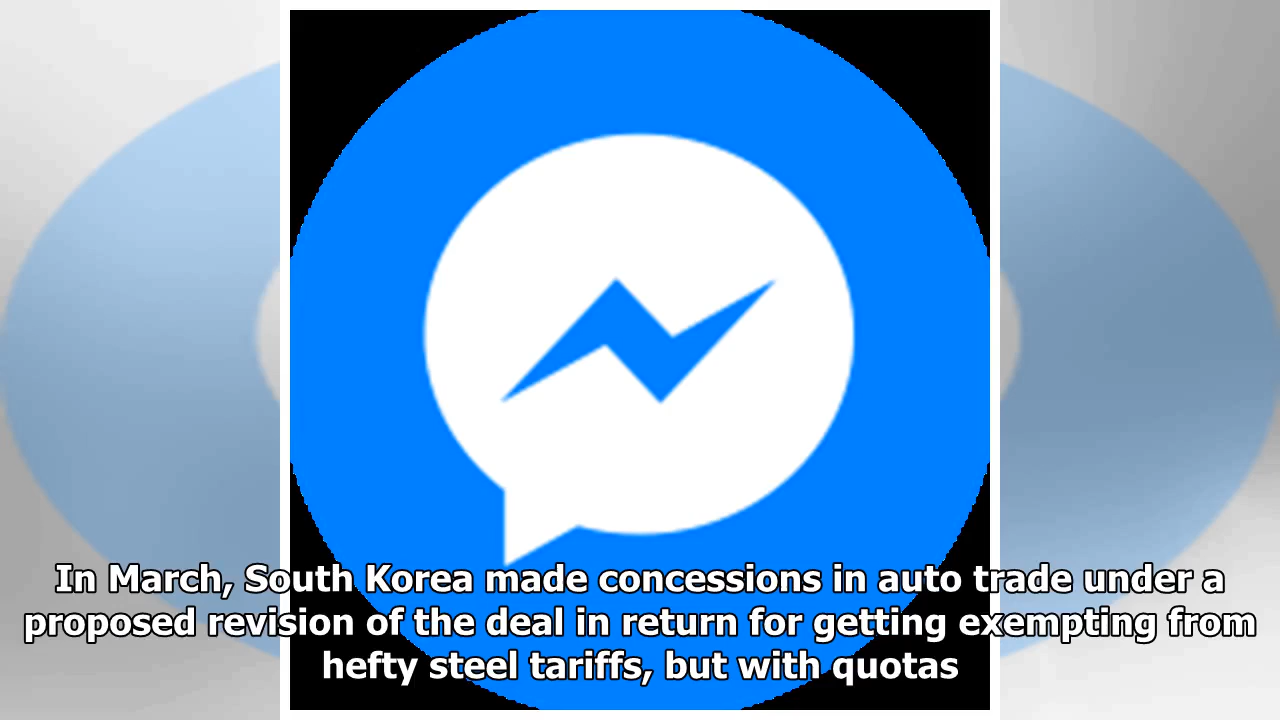 In March, South Korea made concessions in auto trade under a
proposed revision of the deal in return for getting exempting from
hefty steel tariffs, but with quotas